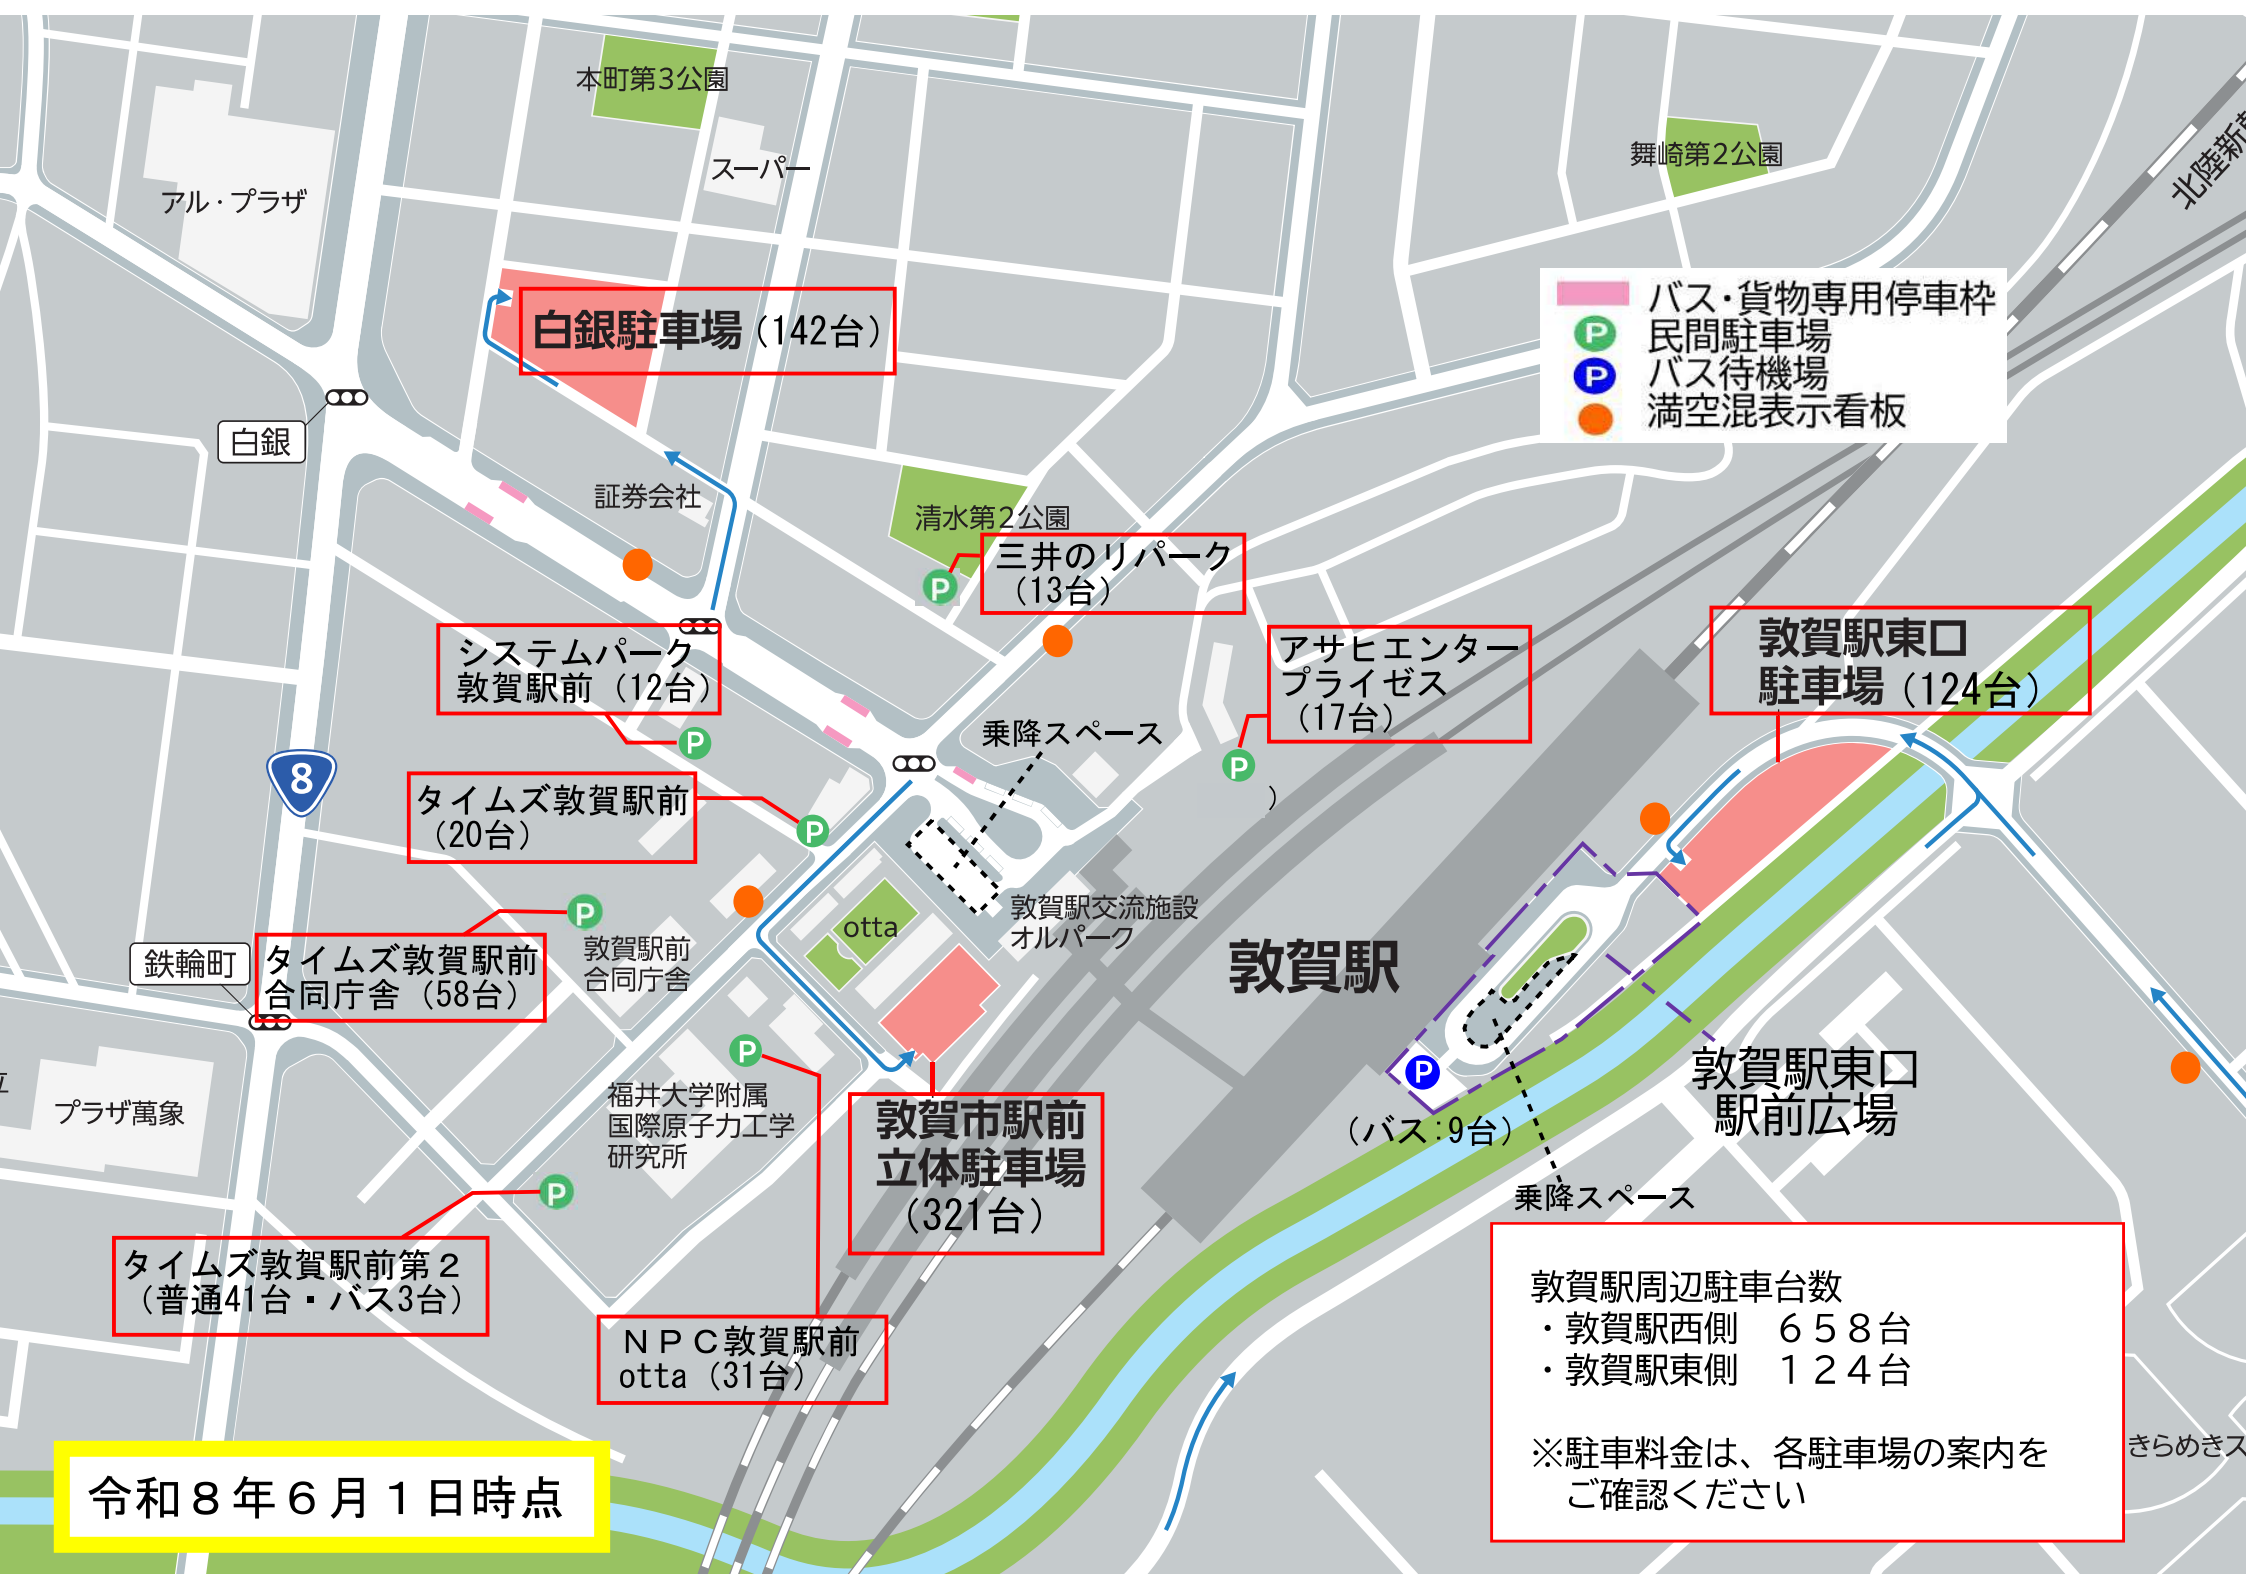 本町第3公園
スーパー
アル・プラザ
舞崎第2公園
バス・貨物専用停車枠
P 民間駐車場
P バス待機場
満空混表示看板
白銀駐車場（142台）
白銀
証券会社
清水第2公園
三井のリパーク
（13台）
P
システムパーク
敦賀駅前（12台）
P
アサヒエンター
プライゼス
（17台）
P
）
敦賀駅東口
駐車場（124台）
乗降スペース
8
タイムズ敦賀駅前
（20台）
P
otta
敦賀駅交流施設
オルパーク
敦賀駅
P
敦賀駅前
合同庁舎
鉄輪町
タイムズ敦賀駅前
合同庁舎（58台）
P
福井大学附属
国際原子力工学
研究所
プラザ萬象
敦賀市駅前
立体駐車場
（321台）
P
（バス：9台）
敦賀駅東口
駅前広場
乗降スペース
P
タイムズ敦賀駅前第２
（普通41台・バス3台）
ＮＰＣ敦賀駅前
otta（31台）
敦賀駅周辺駐車台数
・敦賀駅西側　６５８台
・敦賀駅東側　１２４台
※駐車料金は、各駐車場の案内を
ご確認ください
きらめきス
令和８年６月１日時点